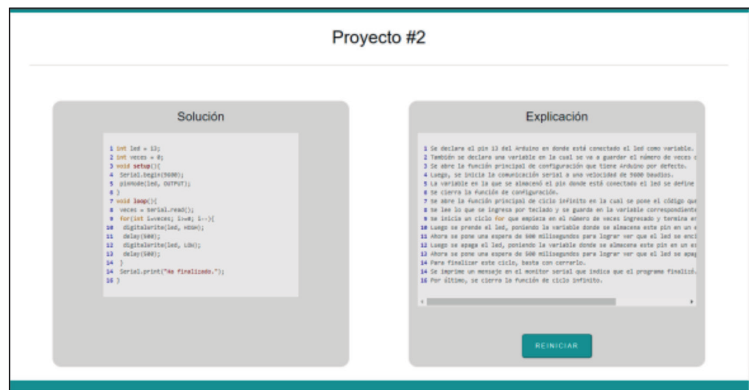 Proyecto #2
Solución
1 int led = 12;
2 int veces = 0;
3 void setup(){
4 Serial.begin(9600);
5 pinMode(led, OUTPUT);
6 }
7 void loop(){
8 veces = Serial.read();
9 for(int i=veces; i>=0; i--){
10 digitalWrite(led, HIGH);
11 delay(500);
12 digitalWrite(led, LOW);
13 delay(500);
14 }
14 Serial.print("Ha finalizado.");
16 }
Explicación
1 Se declara el pin 12 del Arduino en donde está conectado el led como variable.
2 También se declara una variable en la cual se va a guardar el número de veces
3 Se abre la función principal de configuración que tiene Arduino por defecto.
4 Luego, se inicia la comunicación serial a una velocidad de 9600 baudios.
5 La variable en la que se almacenó el pin donde está conectado el led se define
6 Se cierra la función de configuración.
7 Se abre la función principal de ciclo infinito en la cual se pone el código que
8 Se lee lo que se ingresa por teclado y se guarda en la variable correspondiente
9 Se inicia un ciclo for que empieza en el número de veces ingresado y termina e
10 Luego se prende el led, poniendo la variable donde se almacena este pin en un
11 Ahora se pone una espera de 500 milisegundos para lograr ver que el led se
12 Luego se apaga el led, poniendo la variable donde se almacena este pin en un
13 Ahora se pone una espera de 500 milisegundos para lograr ver que el led se
14 Para finalizar este ciclo, basta con cerrarlo.
14 Se imprime un mensaje en el monitor serial que indica que el programa finalizó.
16 Por último, se cierra la función de ciclo infinito.
REINICIAR